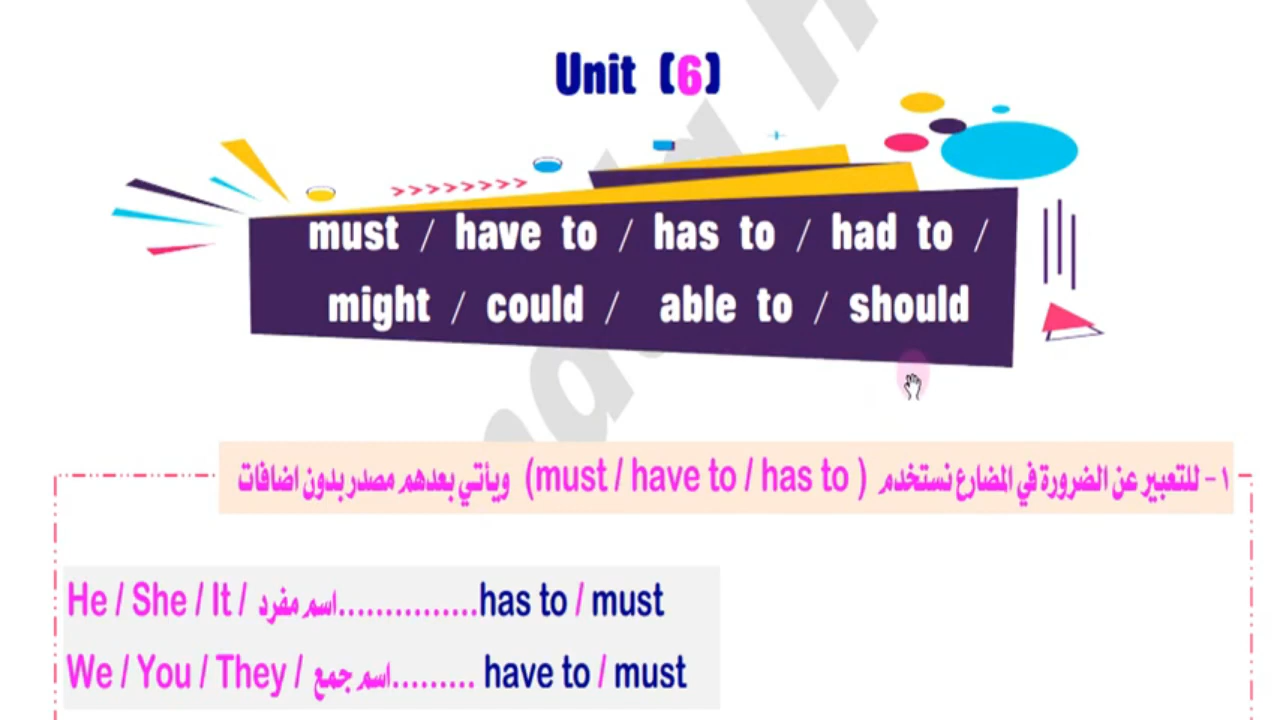 Unit (6)
must / have to / has to / had to /
might / could / able to / should
١- للتعبير عن الضرورة في المضارع نستخدم ( must / have to / has to) ويأتي بعدهم مصدر بدون اضافات
He / She / It / اسم مفرد...............has to / must
We / You / They / اسم جمع......... have to / must